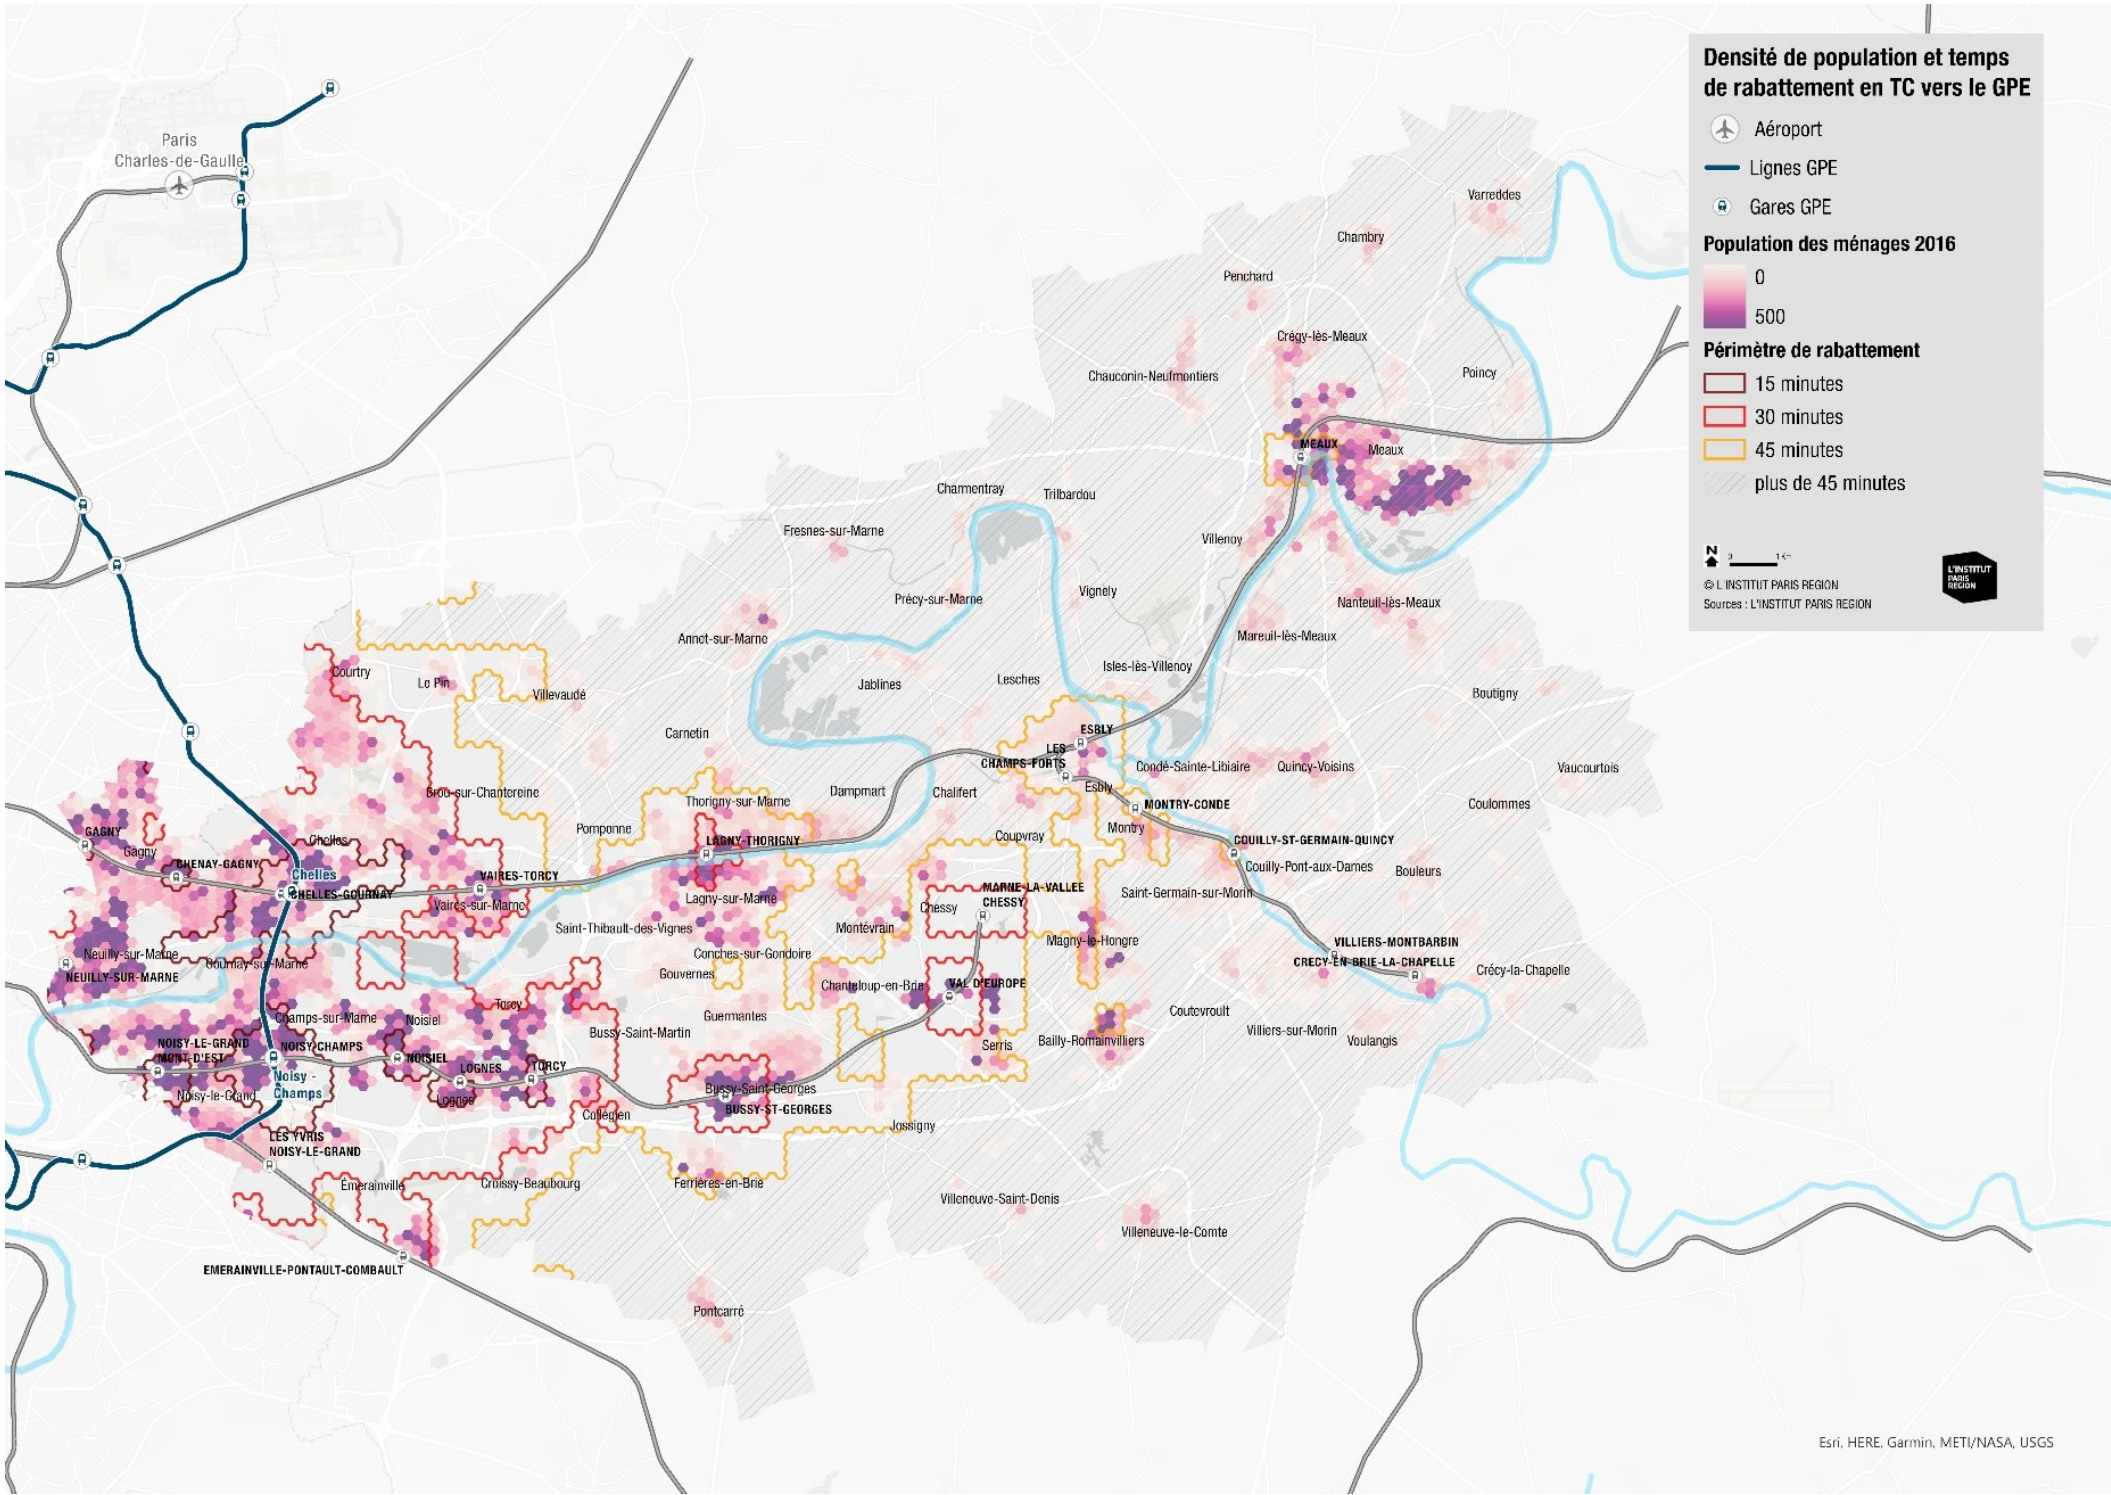 Densité de population et temps
de rabattement en TC vers le GPE
Aéroport
Lignes GPE
Gares GPE
Population des ménages 2016
0
500
Périmètre de rabattement
15 minutes
30 minutes
45 minutes
plus de 45 minutes
N
0
© L'INSTITUT PARIS REGION
Sources : L'INSTITUT PARIS REGION
L'INSTITUT
PARIS
REGION
Paris
Charles-de-Gaulle
Varreddes
Chambry
Penchard
Crégy-lès-Meaux
Chauconin-Neufmontiers
Poincy
MEAUX
Meaux
Charmentray
Trilbardou
Fresnes-sur-Marne
Villenoy
Vignely
Précy-sur-Marne
Nanteuil-lès-Meaux
Annet-sur-Marne
Mareuil-lès-Meaux
Isles-lès-Villenoy
Courtry
Le Pin
Villevaudé
Jablines
Lesches
Boutigny
Carnetin
ESBLY
LES
CHAMPS-FORTS
Condé-Sainte-Libiaire
Quincy-Voisins
Vaucourtois
Brou-sur-Chantereine
Thorigny-sur-Marne
Dampmart
Chalifert
Esbly
MONTRY-CONDE
Coulommes
Pomponne
Montry
GAGNY
Gagny
Chelles
LAGNY-THORIGNY
Coupvray
COUILLY-ST-GERMAIN-QUINCY
CHENAY-GAGNY
Chelles
CHELLES-GOURNAY
VAIRES-TORCY
Couilly-Pont-aux-Dames
Bouleurs
MARNE-LA-VALLEE
CHESSY
Saint-Germain-sur-Morin
Vaires-sur-Marne
Lagny-sur-Marne
Chessy
Saint-Thibault-des-Vignes
Montévrain
Magny-le-Hongre
VILLIERS-MONTBARBIN
Neuilly-sur-Marne
Gournay-sur-Marne
Conches-sur-Gondoire
CRECY-EN-BRIE-LA-CHAPELLE
Crécy-la-Chapelle
NEUILLY-SUR-MARNE
Gouvernes
Chanteloup-en-Brie
VAL D'EUROPE
Torcy
Champs-sur-Marne
Noisiel
Guermantes
Coutevroult
Bussy-Saint-Martin
Villiers-sur-Morin
Voulangis
Bailly-Romainvilliers
Serris
NOISY-LE-GRAND
MONT-D'EST
NOISY-CHAMPS
NOISIEL
LOGNES
TORCY
Noisy -
Champs
Noisy-le-Grand
Lognes
Bussy-Saint-Georges
BUSSY-ST-GEORGES
Collégien
Jossigny
LES YVRIS
NOISY-LE-GRAND
Émerainville
Croissy-Beaubourg
Ferrières-en-Brie
Villeneuve-Saint-Denis
Villeneuve-le-Comte
EMERAINVILLE-PONTAULT-COMBAULT
Pontcarré
Esri, HERE, Garmin, METI/NASA, USGS